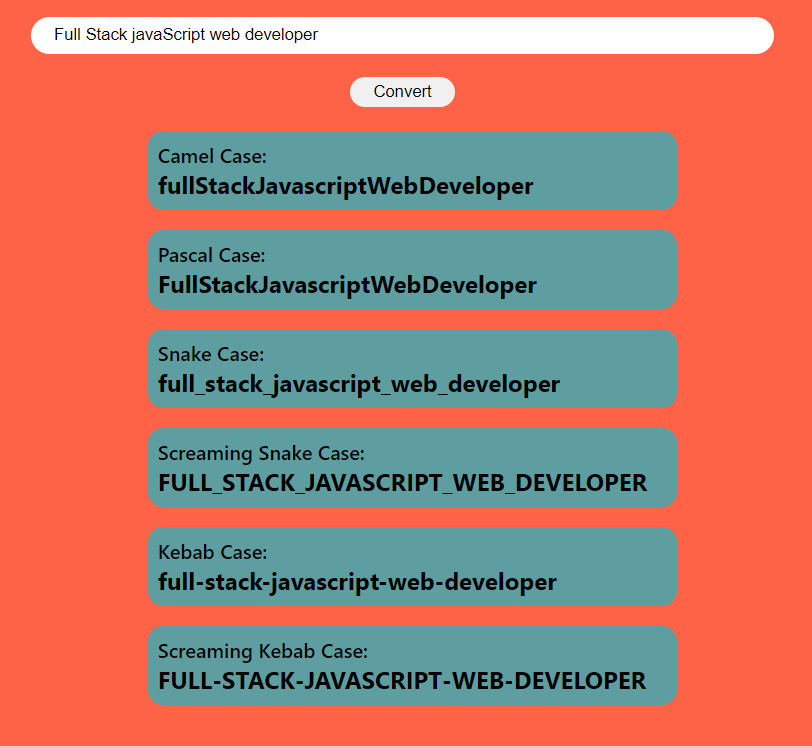 Full Stack javaScript web developer
Convert
Camel Case:
fullStackJavascriptWebDeveloper
Pascal Case:
FullStackJavascriptWebDeveloper
Snake Case:
full_stack_javascript_web_developer
Screaming Snake Case:
FULL_STACK_JAVASCRIPT_WEB_DEVELOPER
Kebab Case:
full-stack-javascript-web-developer
Screaming Kebab Case:
FULL-STACK-JAVASCRIPT-WEB-DEVELOPER